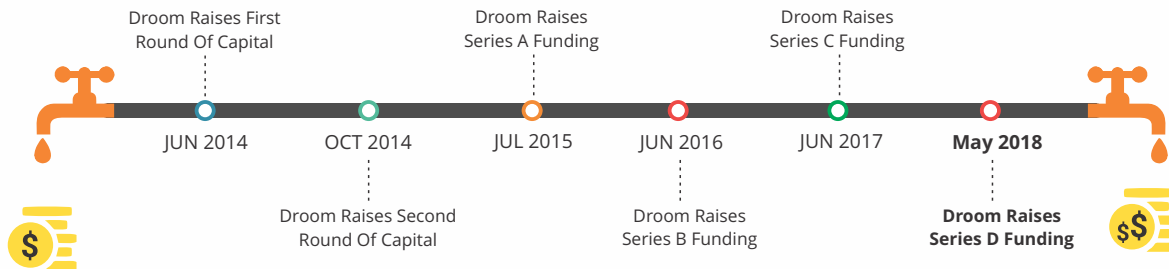 Droom Raises First
Round Of Capital
Droom Raises
Series A Funding
Droom Raises
Series C Funding
JUN 2014
OCT 2014
JUL 2015
JUN 2016
JUN 2017
May 2018
Droom Raises Second
Round Of Capital
Droom Raises
Series B Funding
Droom Raises
Series D Funding
$
$$